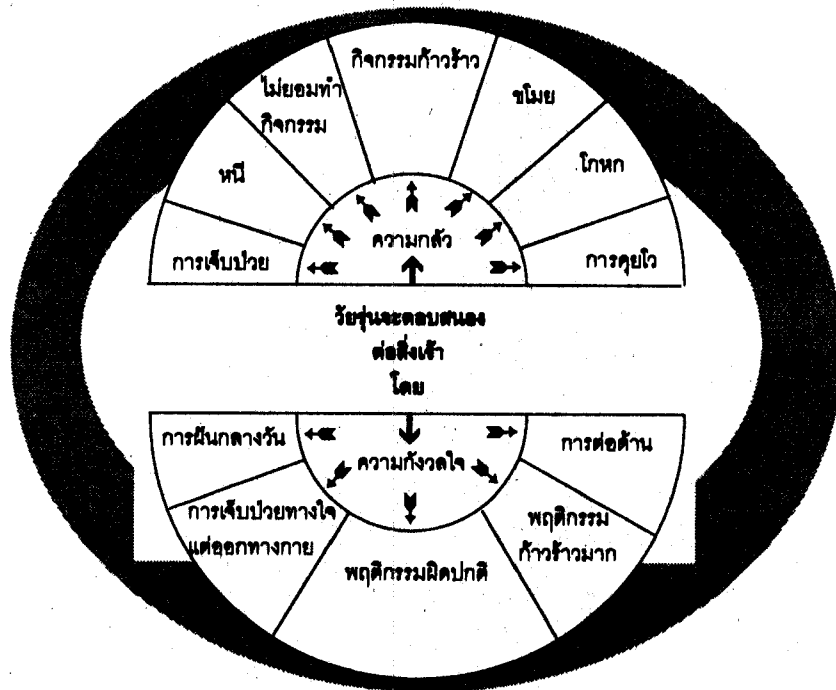 กิจกรรมก้าวร้าว
ไม่ยอมทำ
กิจกรรม
ขโมย
หนี
โกหก
การเจ็บป่วย
ความกลัว
การคุยโว
วัยรุ่นจะตอบสนอง
ต่อสิ่งเร้า
โดย
การฝันกลางวัน
ความกังวลใจ
การต่อต้าน
การเจ็บป่วยทางใจ
แต่ออกทางกาย
พฤติกรรม
ก้าวร้าวมาก
พฤติกรรมผิดปกติ